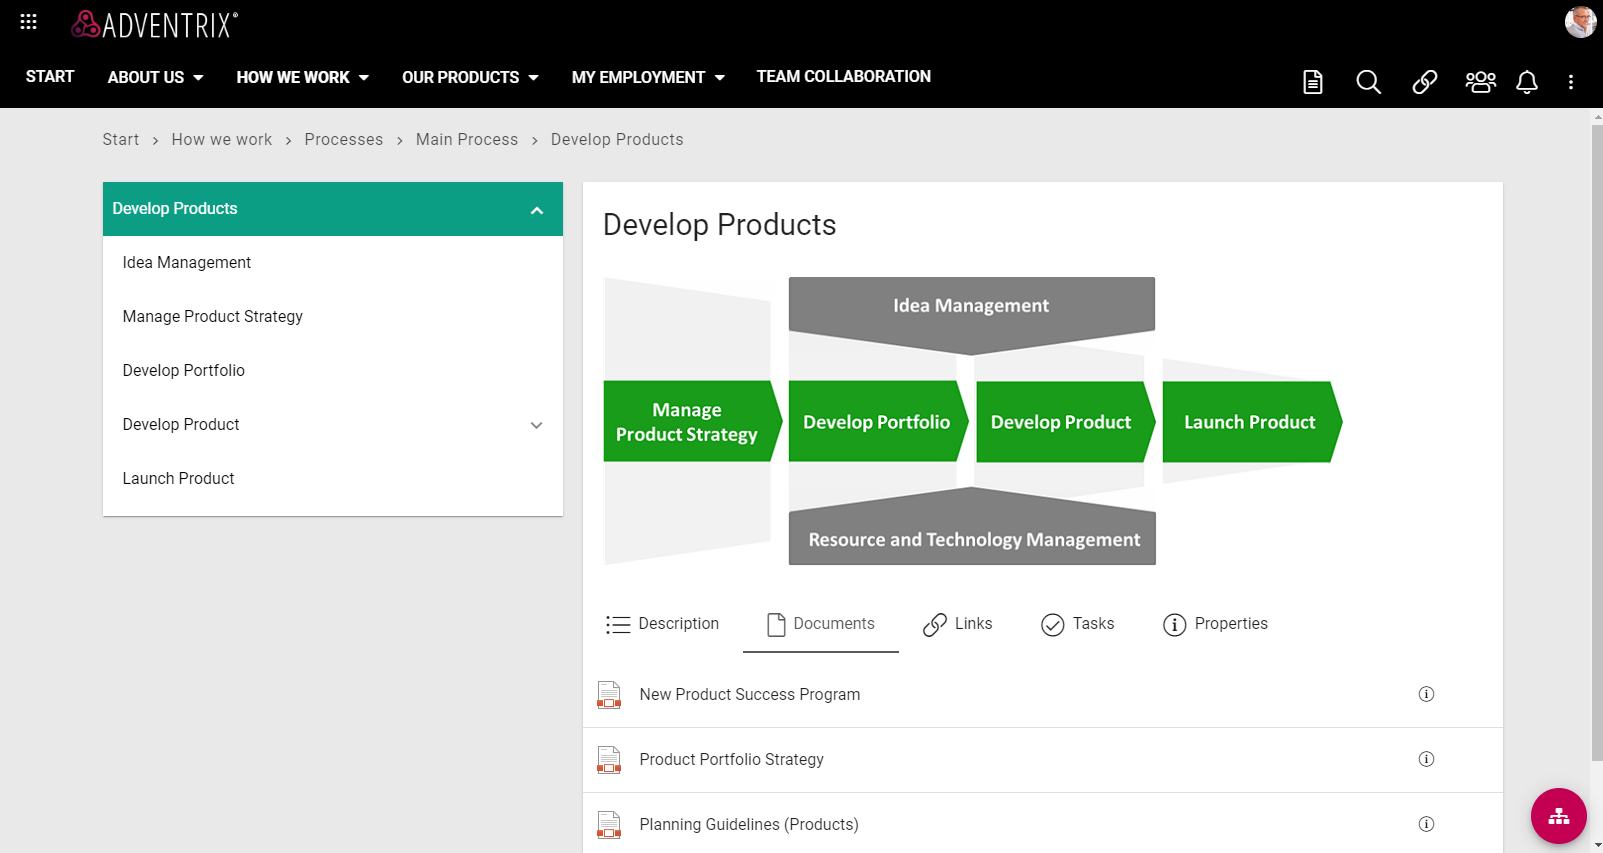 ADVENTRIX®
START ABOUT US HOW WE WORK OUR PRODUCTS MY EMPLOYMENT TEAM COLLABORATION
Start > How we work > Processes > Main Process > Develop Products
Develop Products
Idea Management
Manage Product Strategy
Develop Portfolio
Develop Product
Launch Product
Develop Products
Idea Management
Manage
Product Strategy
Develop Portfolio
Develop Product
Launch Product
Resource and Technology Management
Description Documents Links Tasks Properties
New Product Success Program
Product Portfolio Strategy
Planning Guidelines (Products)